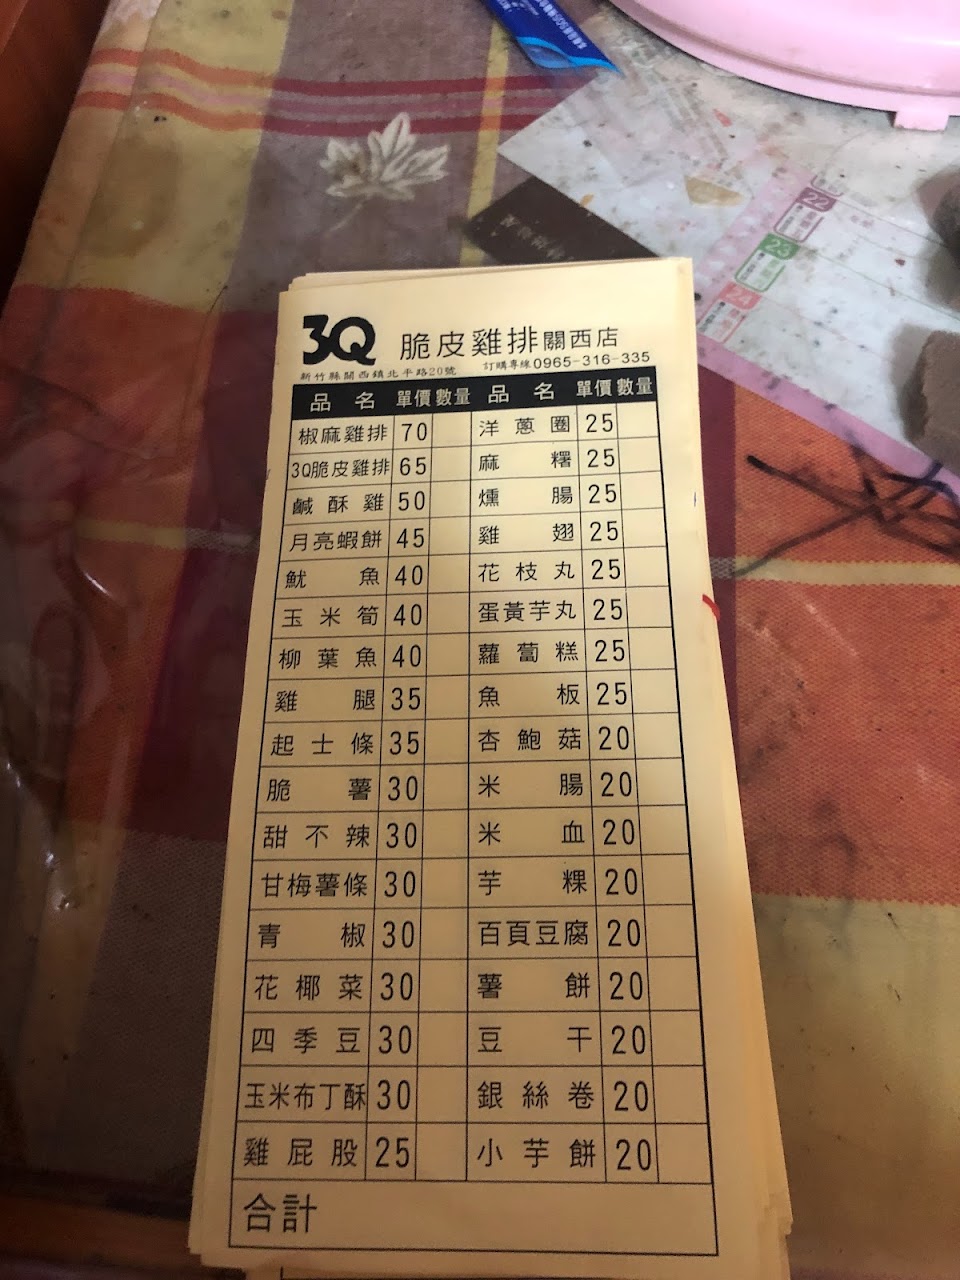 3Q 脆皮雞排關西店
新竹縣關西鎮北平路20號 訂購專線0965-316-335
品名 單價 數量 品名 單價 數量
椒麻雞排 70 洋蔥圈 25
3Q脆皮雞排 65 麻糬 25
鹹酥雞 50 燻腸 25
月亮蝦餅 45 雞翅 25
魷魚 40 花枝丸 25
玉米筍 40 蛋黃芋丸 25
柳葉魚 40 蘿蔔糕 25
雞腿 35 魚板 25
起士條 35 杏鮑菇 20
脆薯 30 米腸 20
甜不辣 30 米血 20
甘梅薯條 30 芋粿 20
青椒 30 百頁豆腐 20
花椰菜 30 薯餅 20
四季豆 30 豆干 20
玉米布丁酥 30 銀絲卷 20
雞屁股 25 小芋餅 20
合計
22
23
24